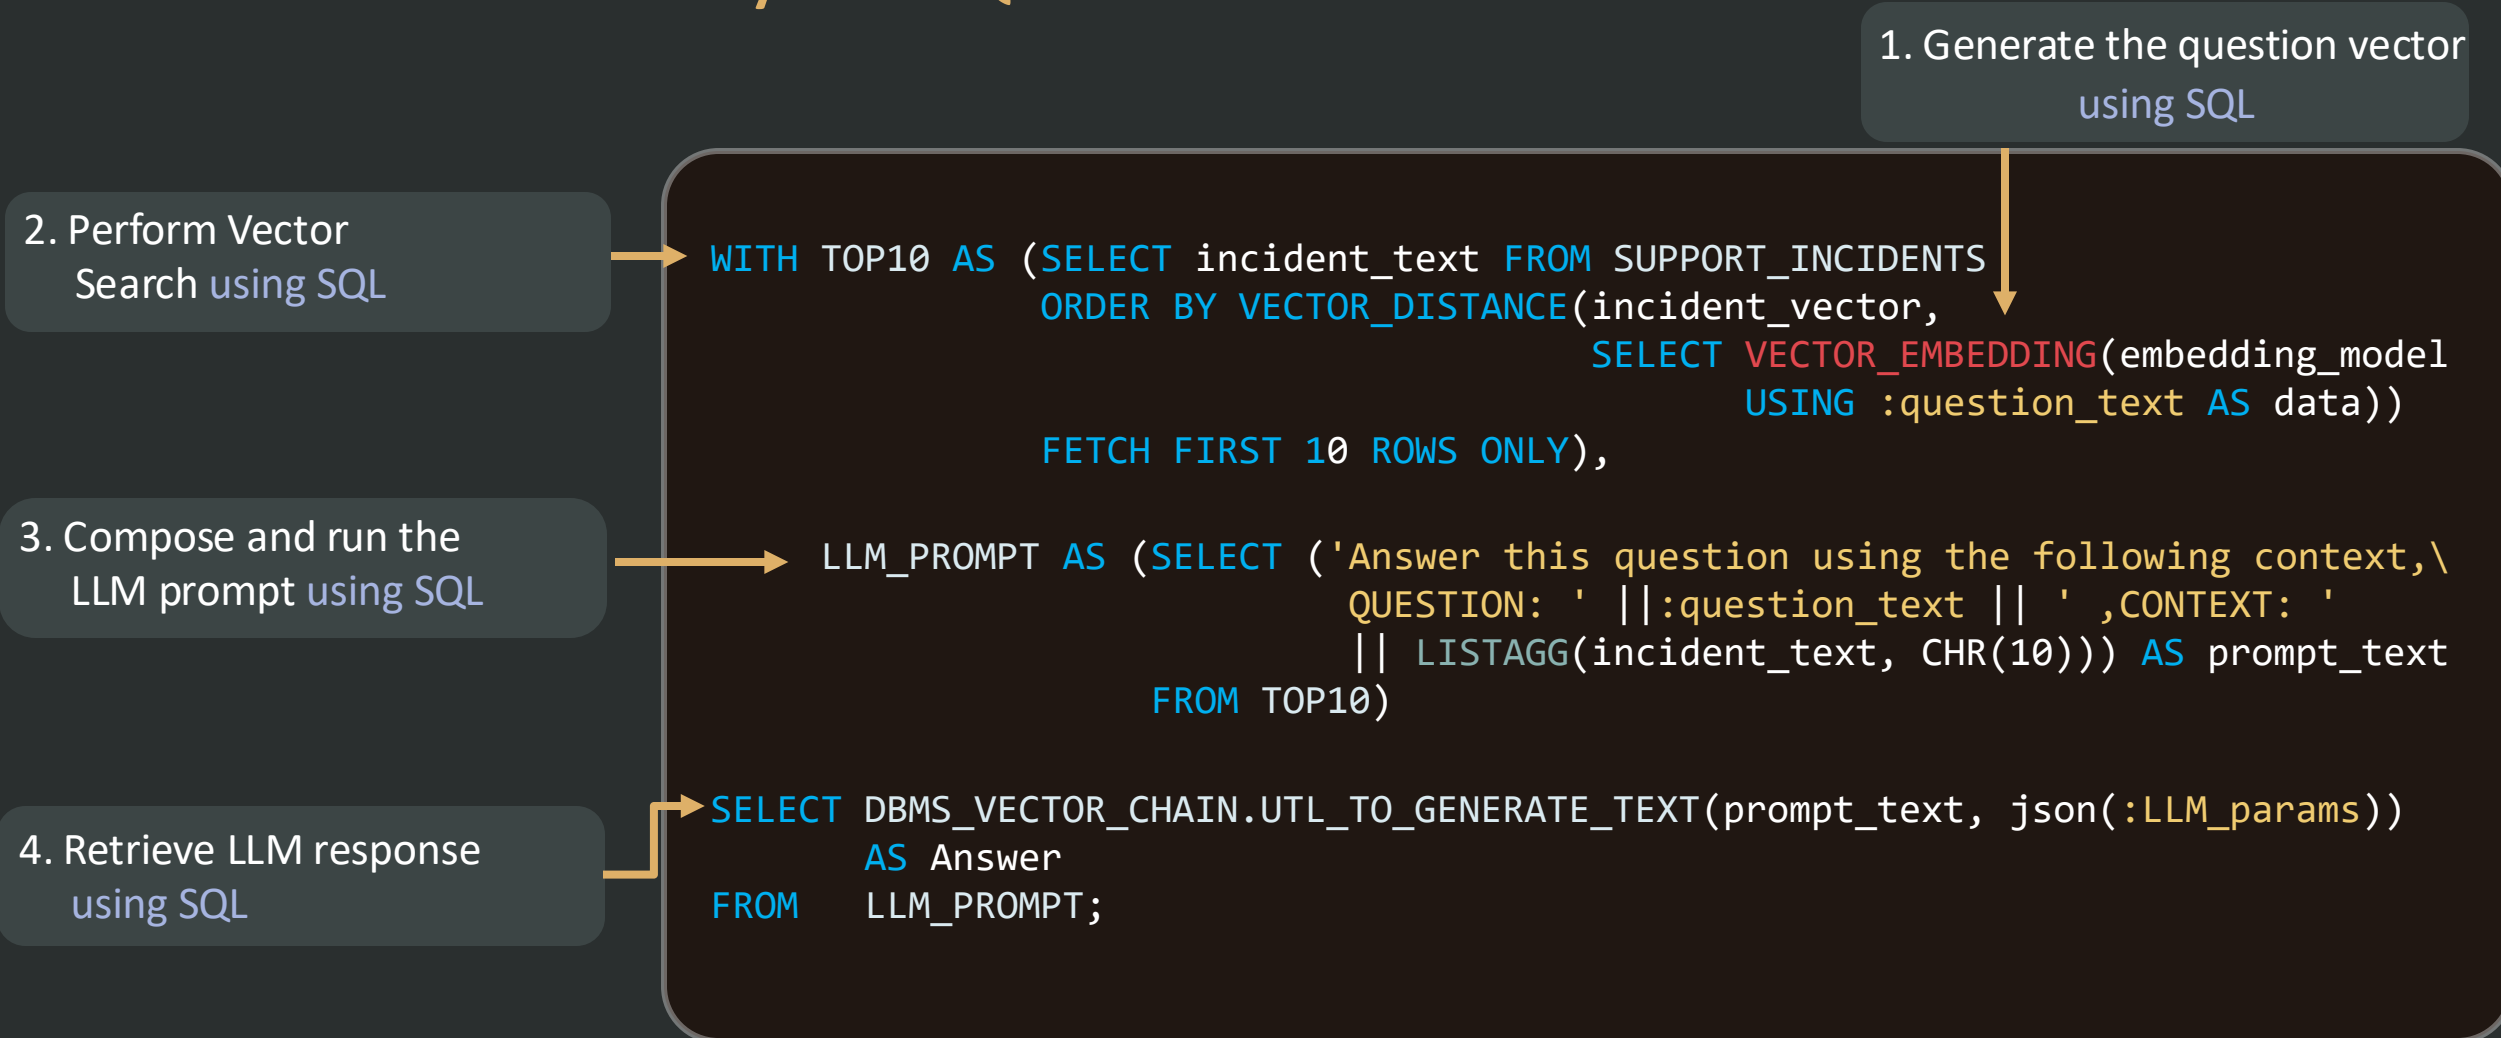 1. Generate the question vector
using SQL
2. Perform Vector
Search using SQL
WITH TOP10 AS (SELECT incident_text FROM SUPPORT_INCIDENTS
ORDER BY VECTOR_DISTANCE(incident_vector,
SELECT VECTOR_EMBEDDING(embedding_model
USING :question_text AS data))
FETCH FIRST 10 ROWS ONLY),
3. Compose and run the
LLM prompt using SQL
LLM_PROMPT AS (SELECT ('Answer this question using the following context,\
QUESTION: ' ||:question_text || ' ,CONTEXT: '
|| LISTAGG(incident_text, CHR(10))) AS prompt_text
FROM TOP10)
4. Retrieve LLM response
using SQL
SELECT DBMS_VECTOR_CHAIN.UTL_TO_GENERATE_TEXT(prompt_text, json(:LLM_params))
AS Answer
FROM LLM_PROMPT;